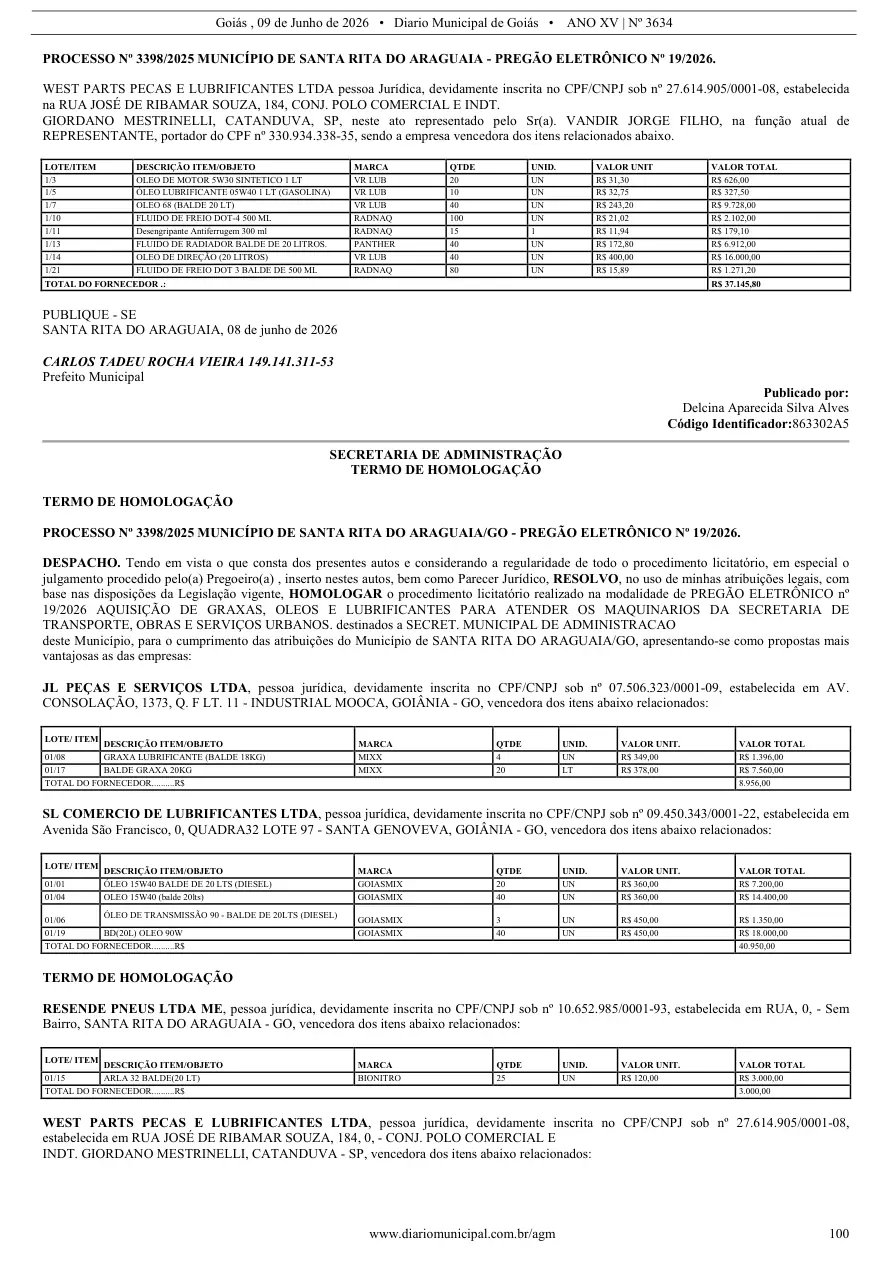 Goiás , 09 de Junho de 2026 • Diario Municipal de Goiás • ANO XV | Nº 3634
PROCESSO Nº 3398/2025 MUNICÍPIO DE SANTA RITA DO ARAGUAIA - PREGÃO ELETRÔNICO Nº 19/2026.
WEST PARTS PECAS E LUBRIFICANTES LTDA pessoa Jurídica, devidamente inscrita no CPF/CNPJ sob nº 27.614.905/0001-08, estabelecida
na RUA JOSÉ DE RIBAMAR SOUZA, 184, CONJ. POLO COMERCIAL E INDT.
GIORDANO MESTRINELLI, CATANDUVA, SP, neste ato representado pelo Sr(a). VANDIR JORGE FILHO, na função atual de
REPRESENTANTE, portador do CPF nº 330.934.338-35, sendo a empresa vencedora dos itens relacionados abaixo.
LOTE/ITEM DESCRIÇÃO ITEM/OBJETO MARCA QTDE UNID. VALOR UNIT VALOR TOTAL
1/3 OLEO DE MOTOR 5W30 SINTETICO 1 LT VR LUB 20 UN R$ 31,30 R$ 626,00
1/5 ÓLEO LUBRIFICANTE 05W40 1 LT (GASOLINA) VR LUB 10 UN R$ 32,75 R$ 327,50
1/7 OLEO 68 (BALDE 20 LT) VR LUB 40 UN R$ 243,20 R$ 9.728,00
1/10 FLUIDO DE FREIO DOT-4 500 ML RADNAQ 100 UN R$ 21,02 R$ 2.102,00
1/11 Desengripante Antiferrugem 300 ml RADNAQ 15 1 R$ 11,94 R$ 179,10
1/13 FLUIDO DE RADIADOR BALDE DE 20 LITROS. PANTHER 40 UN R$ 172,80 R$ 6.912,00
1/14 OLEO DE DIREÇÃO (20 LITROS) VR LUB 40 UN R$ 400,00 R$ 16.000,00
1/21 FLUIDO DE FREIO DOT 3 BALDE DE 500 ML RADNAQ 80 UN R$ 15,89 R$ 1.271,20
TOTAL DO FORNECEDOR .: R$ 37.145,80
PUBLIQUE - SE
SANTA RITA DO ARAGUAIA, 08 de junho de 2026
CARLOS TADEU ROCHA VIEIRA 149.141.311-53
Prefeito Municipal
Publicado por:
Delcina Aparecida Silva Alves
Código Identificador:863302A5
SECRETARIA DE ADMINISTRAÇÃO
TERMO DE HOMOLOGAÇÃO
TERMO DE HOMOLOGAÇÃO
PROCESSO Nº 3398/2025 MUNICÍPIO DE SANTA RITA DO ARAGUAIA/GO - PREGÃO ELETRÔNICO Nº 19/2026.
DESPACHO. Tendo em vista o que consta dos presentes autos e considerando a regularidade de todo o procedimento licitatório, em especial o
julgamento procedido pelo(a) Pregoeiro(a) , inserto nestes autos, bem como Parecer Jurídico, RESOLVO, no uso de minhas atribuições legais, com
base nas disposições da Legislação vigente, HOMOLOGAR o procedimento licitatório realizado na modalidade de PREGÃO ELETRÔNICO nº
19/2026 AQUISIÇÃO DE GRAXAS, OLEOS E LUBRIFICANTES PARA ATENDER OS MAQUINARIOS DA SECRETARIA DE
TRANSPORTE, OBRAS E SERVIÇOS URBANOS. destinados a SECRET. MUNICIPAL DE ADMINISTRACAO
deste Município, para o cumprimento das atribuições do Município de SANTA RITA DO ARAGUAIA/GO, apresentando-se como propostas mais
vantajosas as das empresas:
JL PEÇAS E SERVIÇOS LTDA, pessoa jurídica, devidamente inscrita no CPF/CNPJ sob nº 07.506.323/0001-09, estabelecida em AV.
CONSOLAÇÃO, 1373, Q. F LT. 11 - INDUSTRIAL MOOCA, GOIÂNIA - GO, vencedora dos itens abaixo relacionados:
LOTE/ ITEM DESCRIÇÃO ITEM/OBJETO MARCA QTDE UNID. VALOR UNIT. VALOR TOTAL
01/08 GRAXA LUBRIFICANTE (BALDE 18KG) MIXX 4 UN R$ 349,00 R$ 1.396,00
01/17 BALDE GRAXA 20KG MIXX 20 LT R$ 378,00 R$ 7.560,00
TOTAL DO FORNECEDOR.........R$ 8.956,00
SL COMERCIO DE LUBRIFICANTES LTDA, pessoa jurídica, devidamente inscrita no CPF/CNPJ sob nº 09.450.343/0001-22, estabelecida em
Avenida São Francisco, 0, QUADRA32 LOTE 97 - SANTA GENOVEVA, GOIÂNIA - GO, vencedora dos itens abaixo relacionados:
LOTE/ ITEM DESCRIÇÃO ITEM/OBJETO MARCA QTDE UNID. VALOR UNIT. VALOR TOTAL
01/01 ÓLEO 15W40 BALDE DE 20 LTS (DIESEL) GOIASMIX 20 UN R$ 360,00 R$ 7.200,00
01/04 OLEO 15W40 (balde 20lts) GOIASMIX 40 UN R$ 360,00 R$ 14.400,00
01/06 ÓLEO DE TRANSMISSÃO 90 - BALDE DE 20LTS (DIESEL) GOIASMIX 3 UN R$ 450,00 R$ 1.350,00
01/19 BD(20L) OLEO 90W GOIASMIX 40 UN R$ 450,00 R$ 18.000,00
TOTAL DO FORNECEDOR.........R$ 40.950,00
TERMO DE HOMOLOGAÇÃO
RESENDE PNEUS LTDA ME, pessoa jurídica, devidamente inscrita no CPF/CNPJ sob nº 10.652.985/0001-93, estabelecida em RUA, 0, - Sem
Bairro, SANTA RITA DO ARAGUAIA - GO, vencedora dos itens abaixo relacionados:
LOTE/ ITEM DESCRIÇÃO ITEM/OBJETO MARCA QTDE UNID. VALOR UNIT. VALOR TOTAL
01/15 ARLA 32 BALDE(20 LT) BIONITRO 25 UN R$ 120,00 R$ 3.000,00
TOTAL DO FORNECEDOR.........R$ 3.000,00
WEST PARTS PECAS E LUBRIFICANTES LTDA, pessoa jurídica, devidamente inscrita no CPF/CNPJ sob nº 27.614.905/0001-08,
estabelecida em RUA JOSÉ DE RIBAMAR SOUZA, 184, 0, - CONJ. POLO COMERCIAL E
INDT. GIORDANO MESTRINELLI, CATANDUVA - SP, vencedora dos itens abaixo relacionados:
www.diariomunicipal.com.br/agm 100